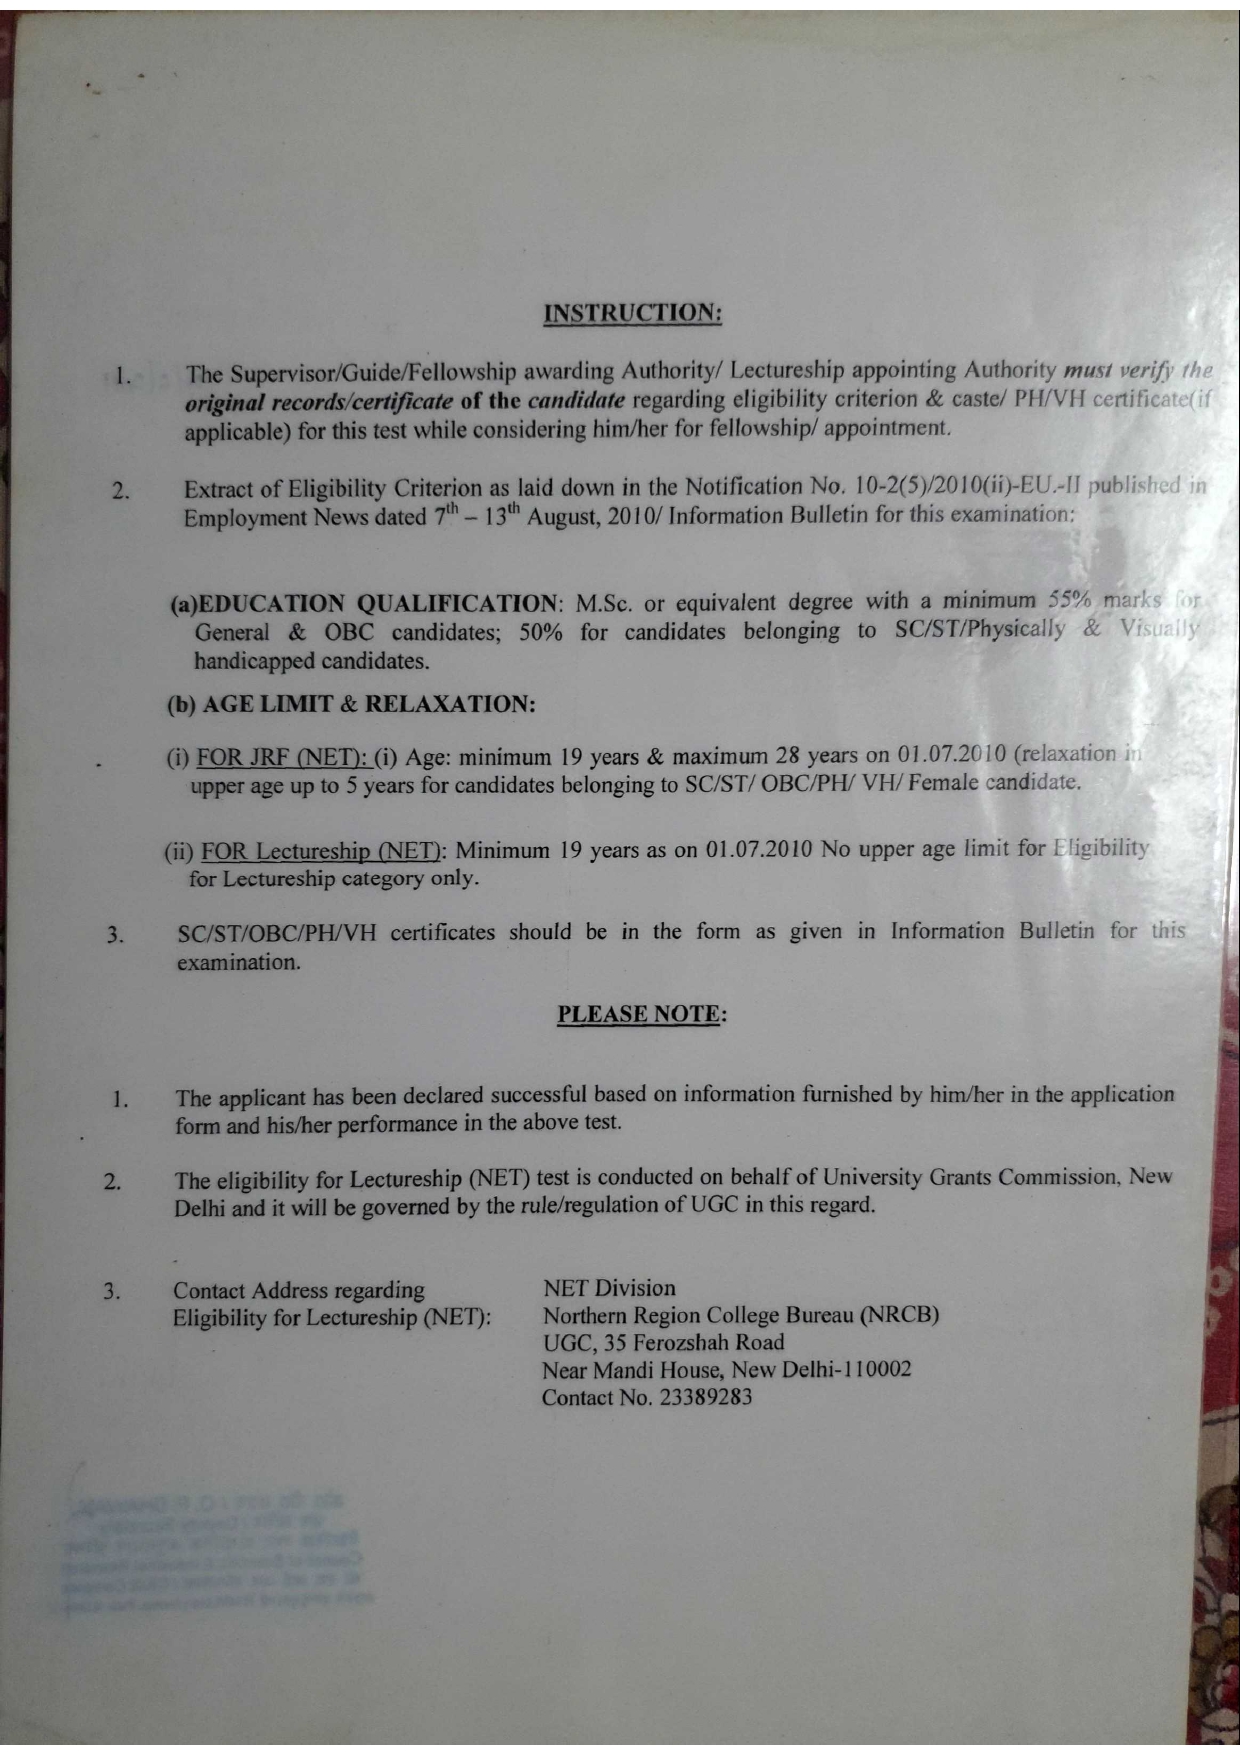 INSTRUCTION:
1. The Supervisor/Guide/Fellowship awarding Authority/ Lectureship appointing Authority must verify the
original records/certificate of the candidate regarding eligibility criterion & caste/ PH/VH certificate(if
applicable) for this test while considering him/her for fellowship/ appointment.
2. Extract of Eligibility Criterion as laid down in the Notification No. 10-2(5)/2010(ii)-EU.-II published in
Employment News dated 7th – 13th August, 2010/ Information Bulletin for this examination:
(a)EDUCATION QUALIFICATION: M.Sc. or equivalent degree with a minimum 55% marks for
General & OBC candidates; 50% for candidates belonging to SC/ST/Physically & Visually
handicapped candidates.
(b) AGE LIMIT & RELAXATION:
(i) FOR JRF (NET): (i) Age: minimum 19 years & maximum 28 years on 01.07.2010 (relaxation in
upper age up to 5 years for candidates belonging to SC/ST/ OBC/PH/ VH/ Female candidate.
(ii) FOR Lectureship (NET): Minimum 19 years as on 01.07.2010 No upper age limit for Eligibility
for Lectureship category only.
3. SC/ST/OBC/PH/VH certificates should be in the form as given in Information Bulletin for this
examination.
PLEASE NOTE:
1. The applicant has been declared successful based on information furnished by him/her in the application
form and his/her performance in the above test.
2. The eligibility for Lectureship (NET) test is conducted on behalf of University Grants Commission, New
Delhi and it will be governed by the rule/regulation of UGC in this regard.
3. Contact Address regarding NET Division
Eligibility for Lectureship (NET): Northern Region College Bureau (NRCB)
UGC, 35 Ferozshah Road
Near Mandi House, New Delhi-110002
Contact No. 23389283